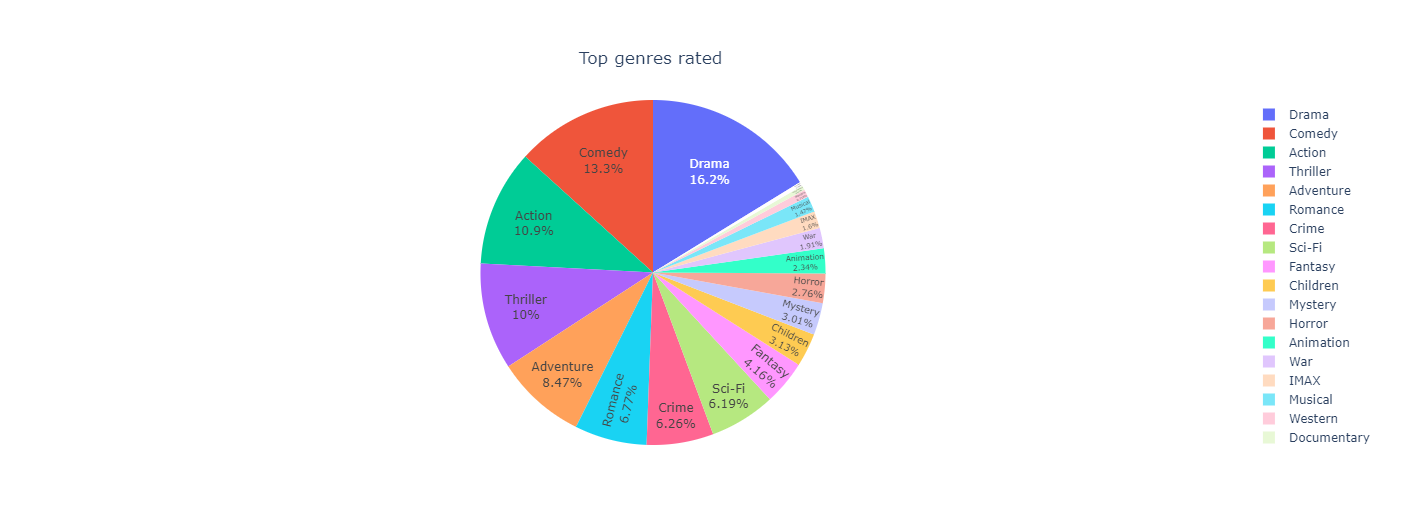 Top genres rated
Drama
16.2%
Comedy
13.3%
Action
10.9%
Thriller
10%
Adventure
8.47%
Romance
6.77%
Crime
6.26%
Sci-Fi
6.19%
Fantasy
4.16%
Children
3.13%
Mystery
3.01%
Horror
2.76%
Animation
2.34%
War
1.91%
IMAX
1.6%
Musical
1.47%
Drama
Comedy
Action
Thriller
Adventure
Romance
Crime
Sci-Fi
Fantasy
Children
Mystery
Horror
Animation
War
IMAX
Musical
Western
Documentary